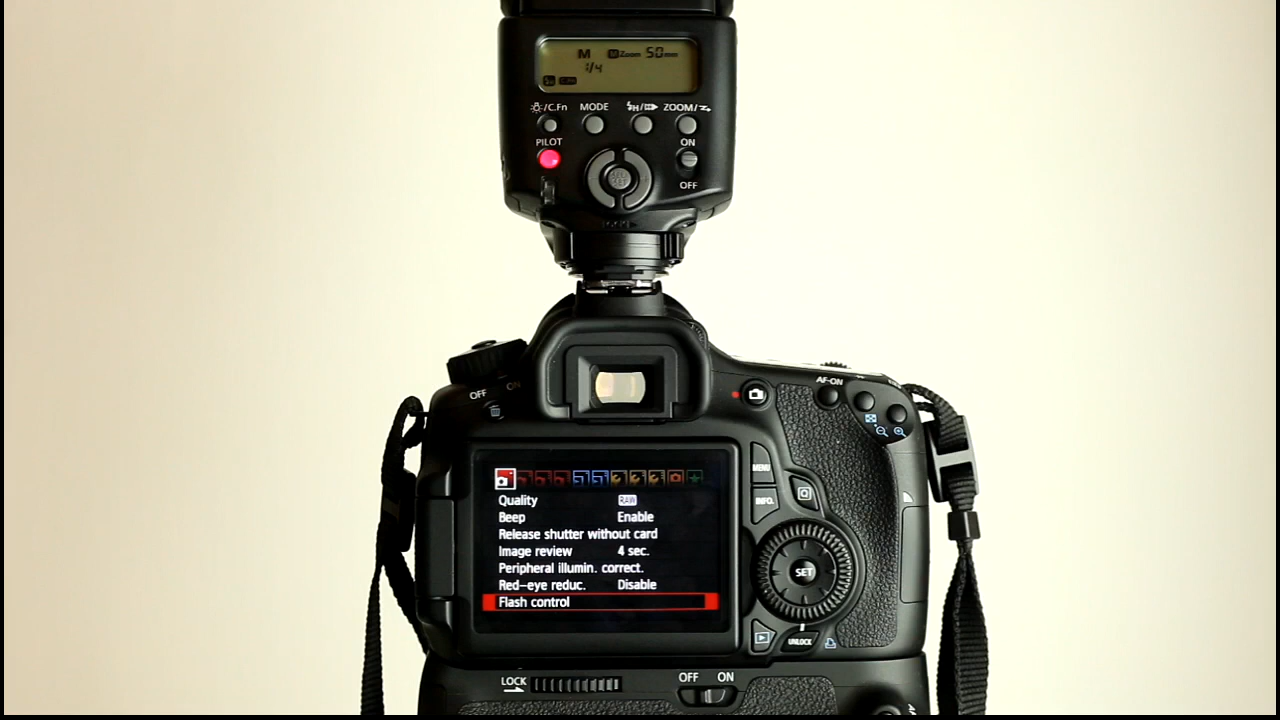 M M Zoom 50mm
1/4
C.Fn
/C.Fn MODE H/ ZOOM/
PILOT ON
OFF
OFF ON
AF-ON
MENU
Quality RAW
INFO. Q
Beep Enable
Release shutter without card
Image review 4 sec.
Peripheral illumin. correct.
SET
Red-eye reduc. Disable
Flash control
UNLOCK
LOCK OFF ON